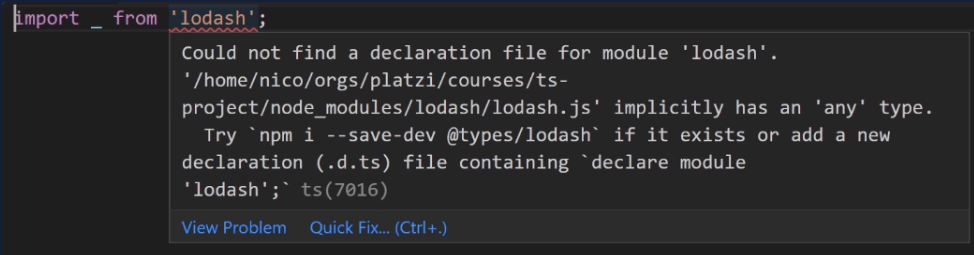 import _ from 'lodash';
Could not find a declaration file for module 'lodash'.
'/home/nico/orgs/platzi/courses/ts-
project/node_modules/lodash/lodash.js' implicitly has an 'any' type.
Try `npm i --save-dev @types/lodash` if it exists or add a new
declaration (.d.ts) file containing `declare module
'lodash';` ts(7016)
View Problem Quick Fix... (Ctrl+.)